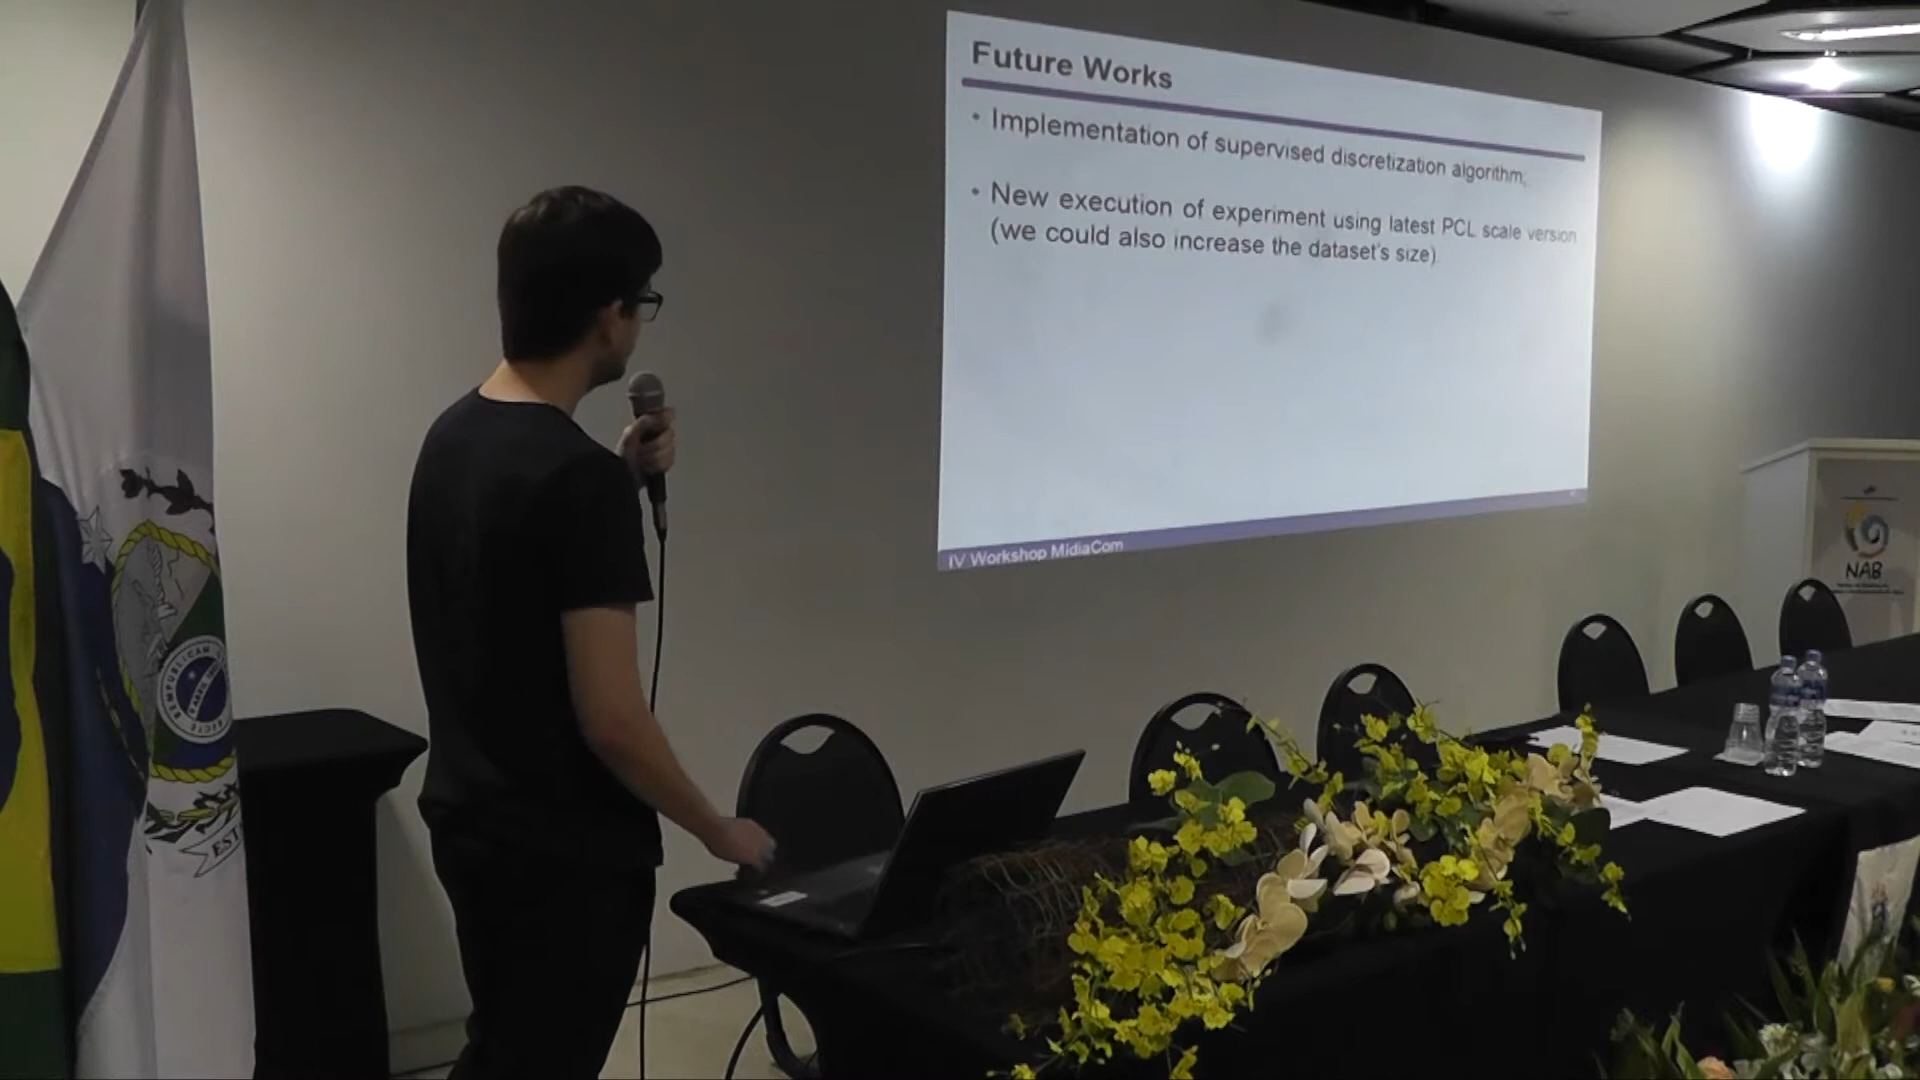 Future Works
• Implementation of supervised discretization algorithm;
• New execution of experiment using latest PCL scale version
(we could also increase the dataset's size)
IV Workshop MídiaCom
NAB